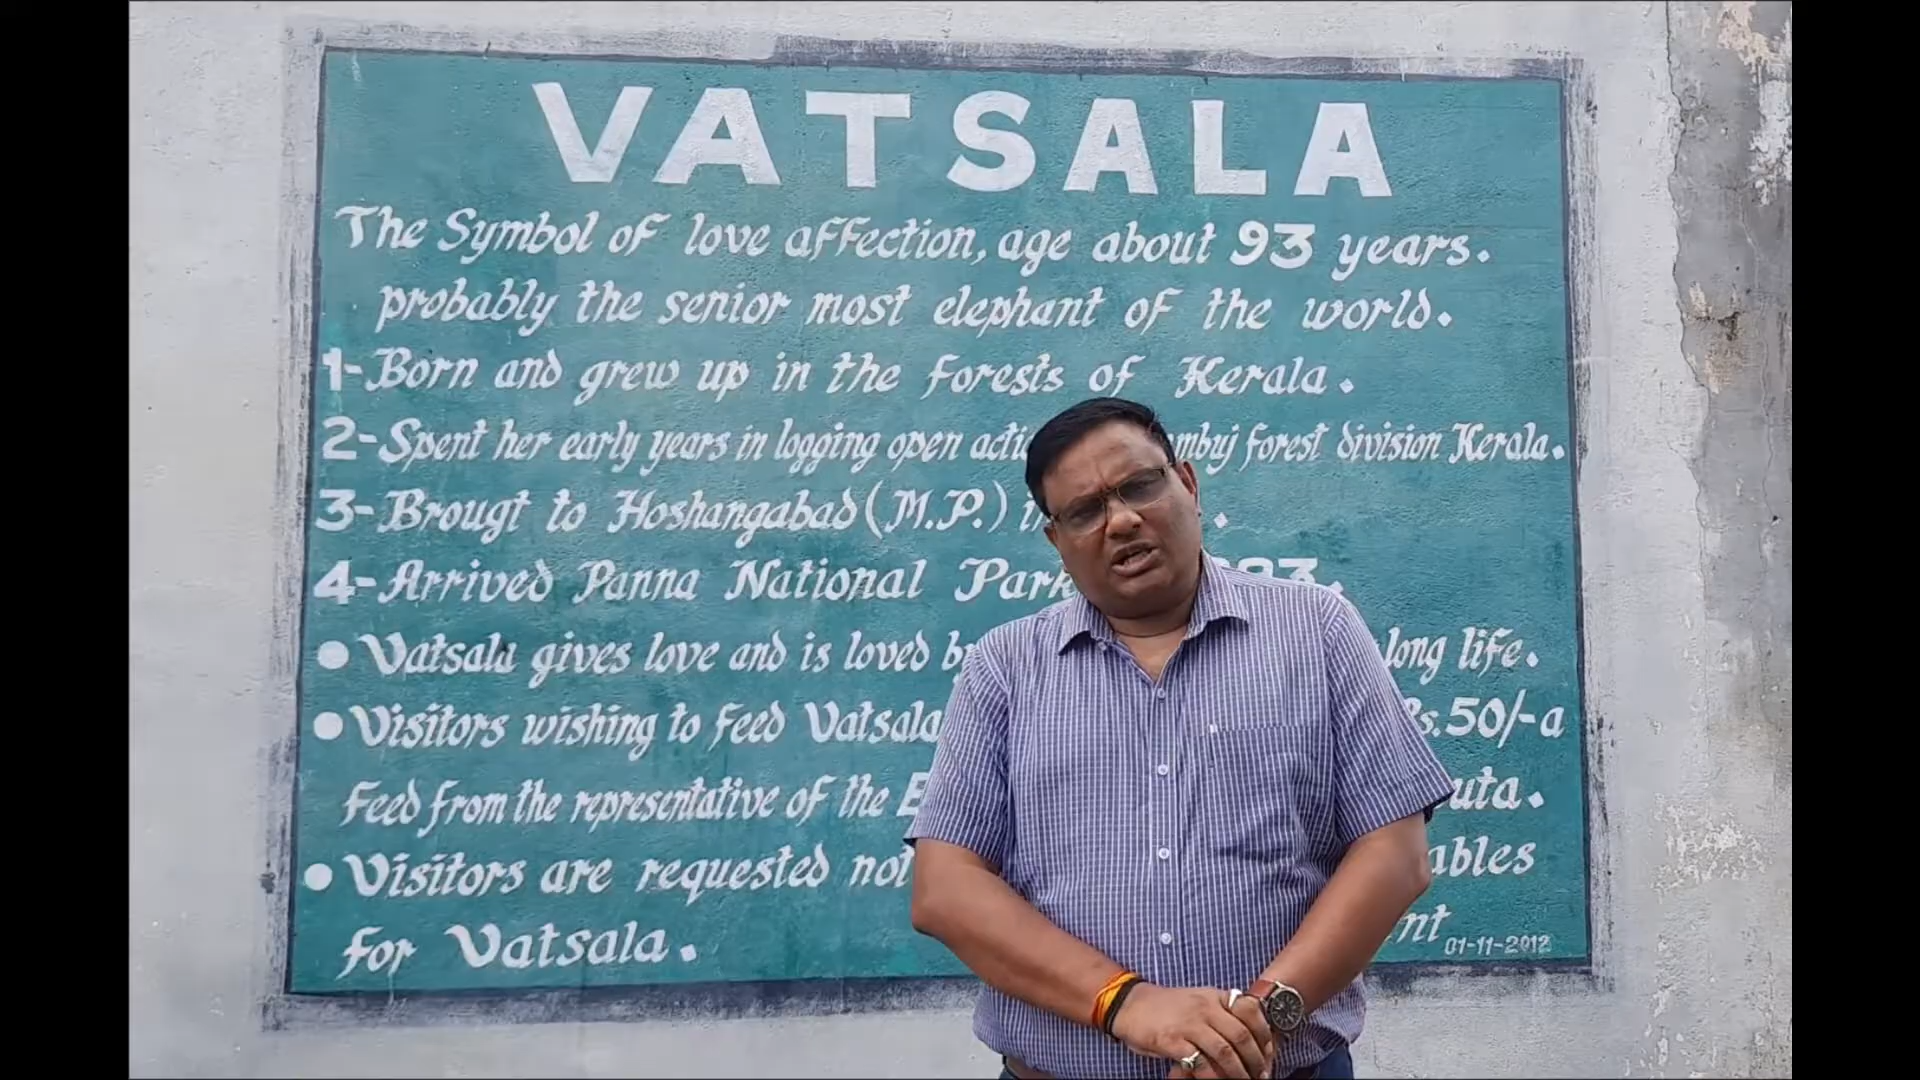 VATSALA
The Symbol of love affection, age about 93 years.
probably the senior most elephant of the world.
1-Born and grew up in the forests of Kerala.
2-Spent her early years in logging open forest division Kerala.
3-Brougt to Hoshangabad (M.P.)
4-Arrived Panna National Park
• Vatsala gives love and is loved long life.
• Visitors wishing to feed Vatsala Rs.50/-a
feed from the representative of the
• Visitors are requested not
for Vatsala.
01-11-2012